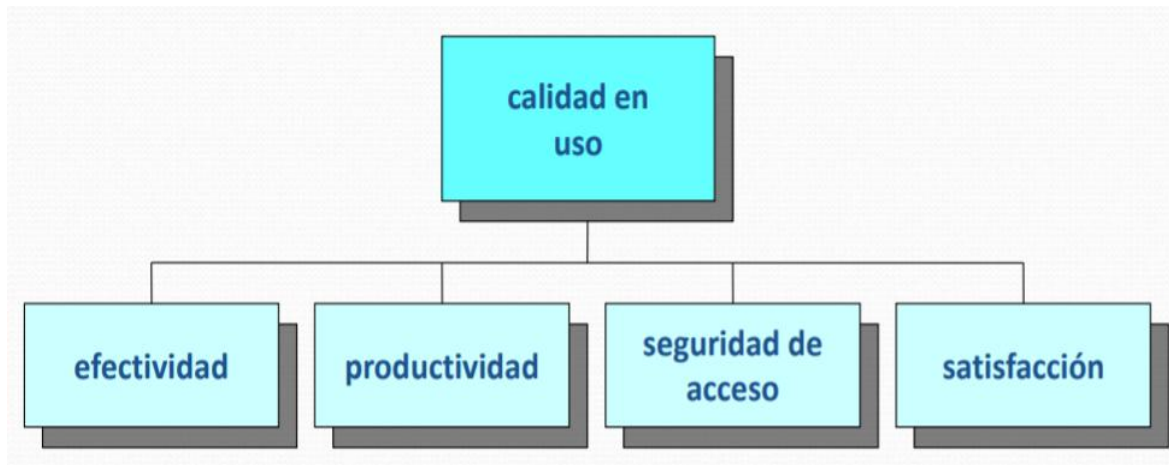 calidad en
uso
efectividad
productividad
seguridad de
acceso
satisfacción